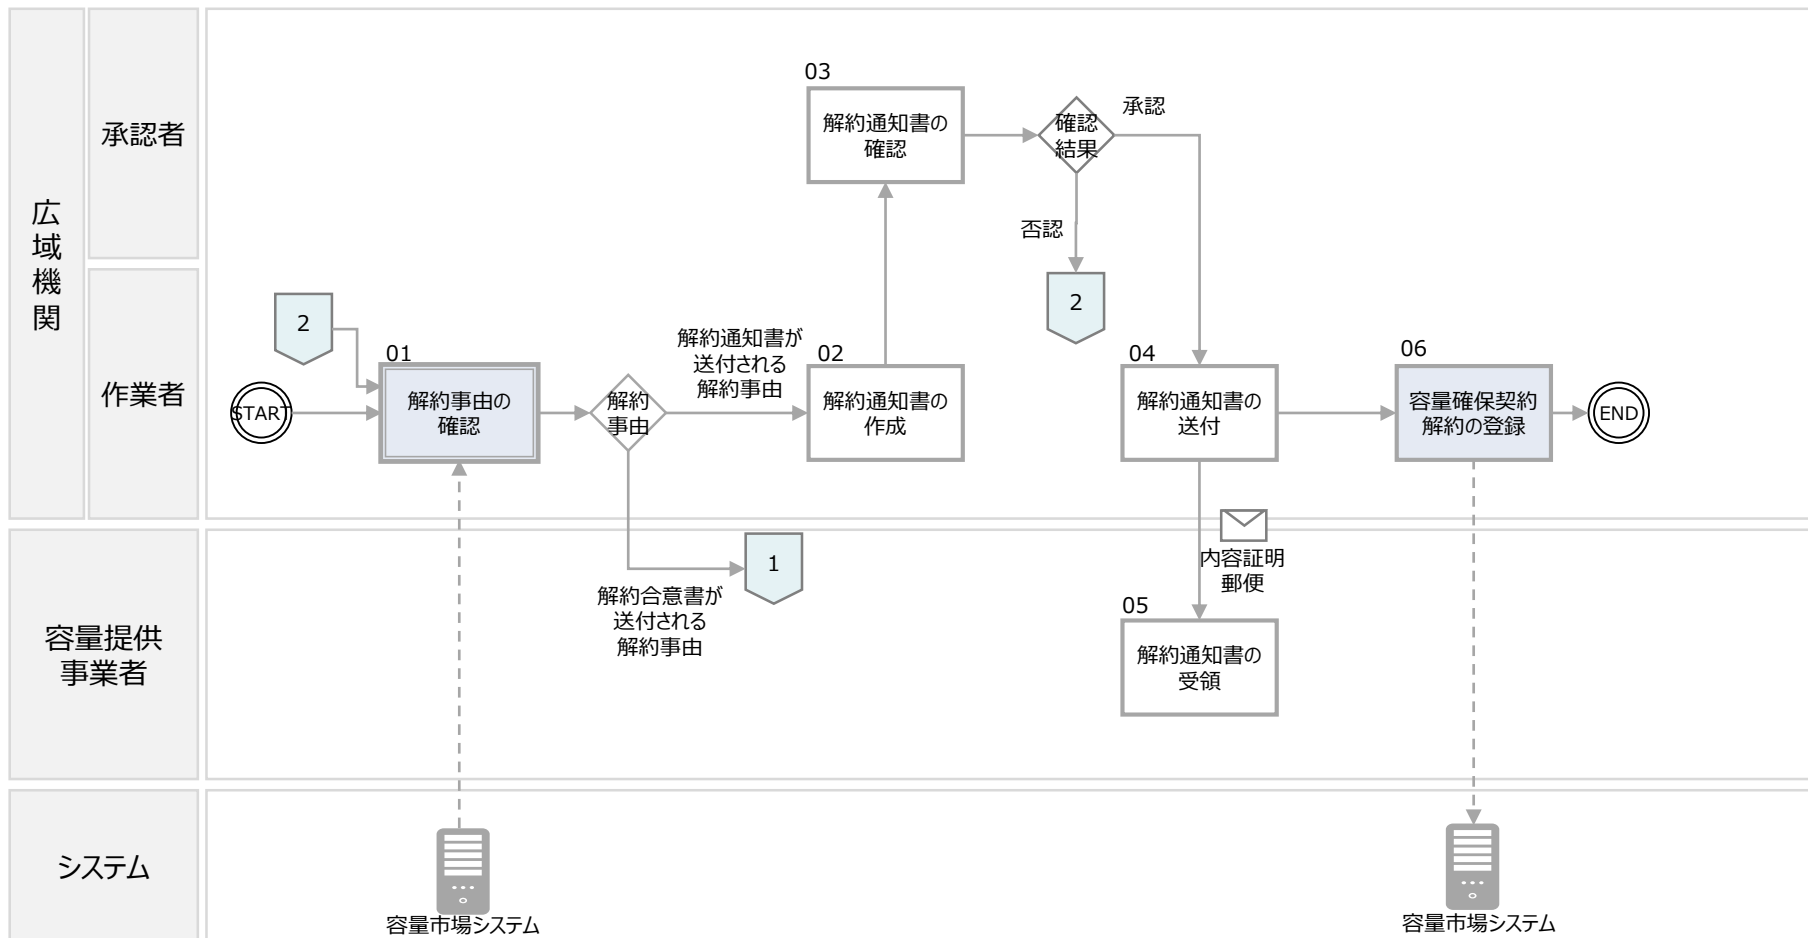 広
域
機
関
承認者
03
解約通知書の
確認
確認
結果
承認
否認
2
作業者
2
START
01
解約事由の
確認
解約
事由
解約通知書が
送付される
解約事由
02
解約通知書の
作成
04
解約通知書の
送付
06
容量確保契約
解約の登録
END
容量提供
事業者
1
解約合意書が
送付される
解約事由
内容証明
郵便
05
解約通知書の
受領
システム
容量市場システム
容量市場システム